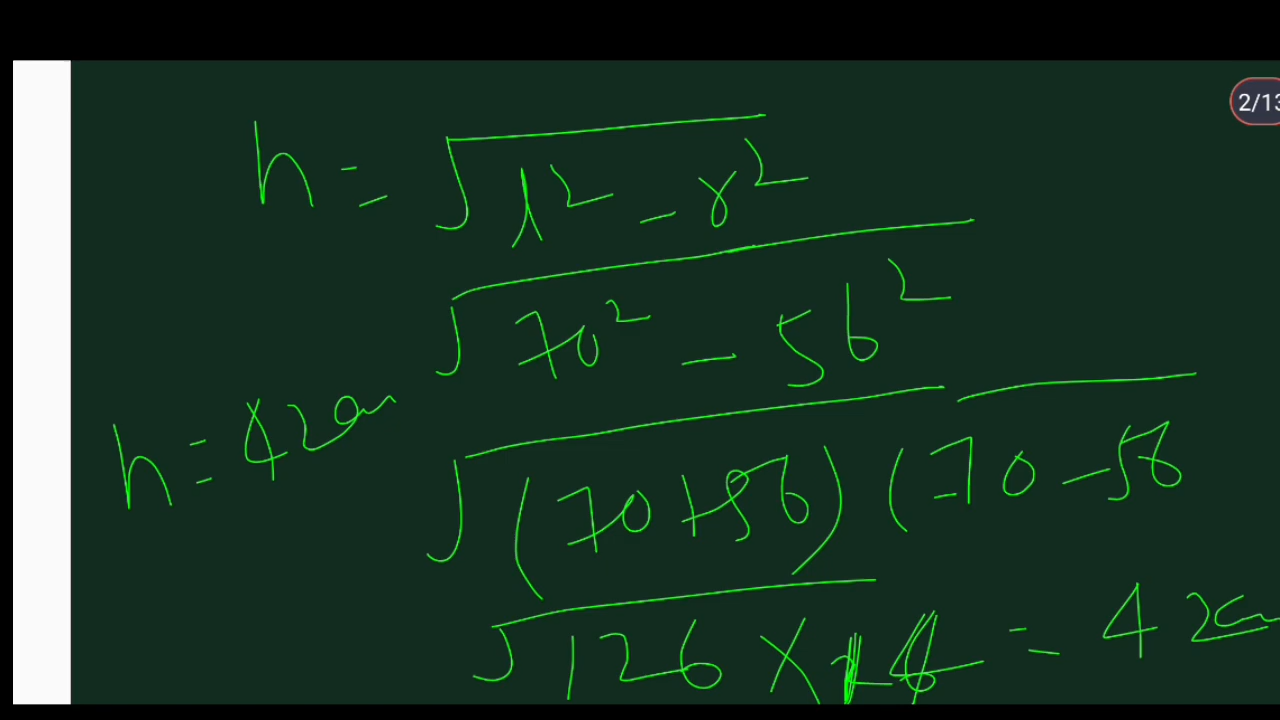 2/13
h = √l² - r²
√70² - 56²
h = 42cm
√(70+56) (70-56
√126 × 14 = 42cm